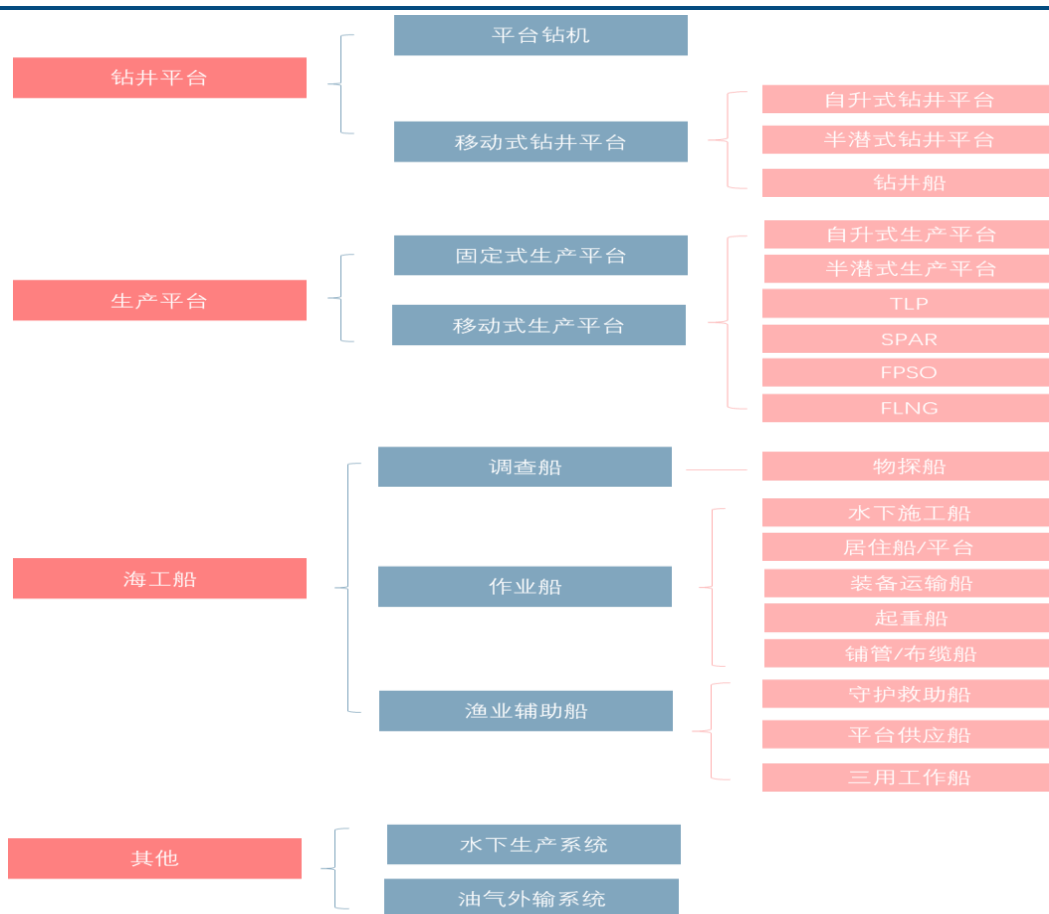 钻井平台
平台钻机
移动式钻井平台
自升式钻井平台
半潜式钻井平台
钻井船
生产平台
固定式生产平台
移动式生产平台
自升式生产平台
半潜式生产平台
TLP
SPAR
FPSO
FLNG
海工船
调查船
物探船
作业船
水下施工船
居住船/平台
装备运输船
起重船
铺管/布缆船
渔业辅助船
守护救助船
平台供应船
三用工作船
其他
水下生产系统
油气外输系统